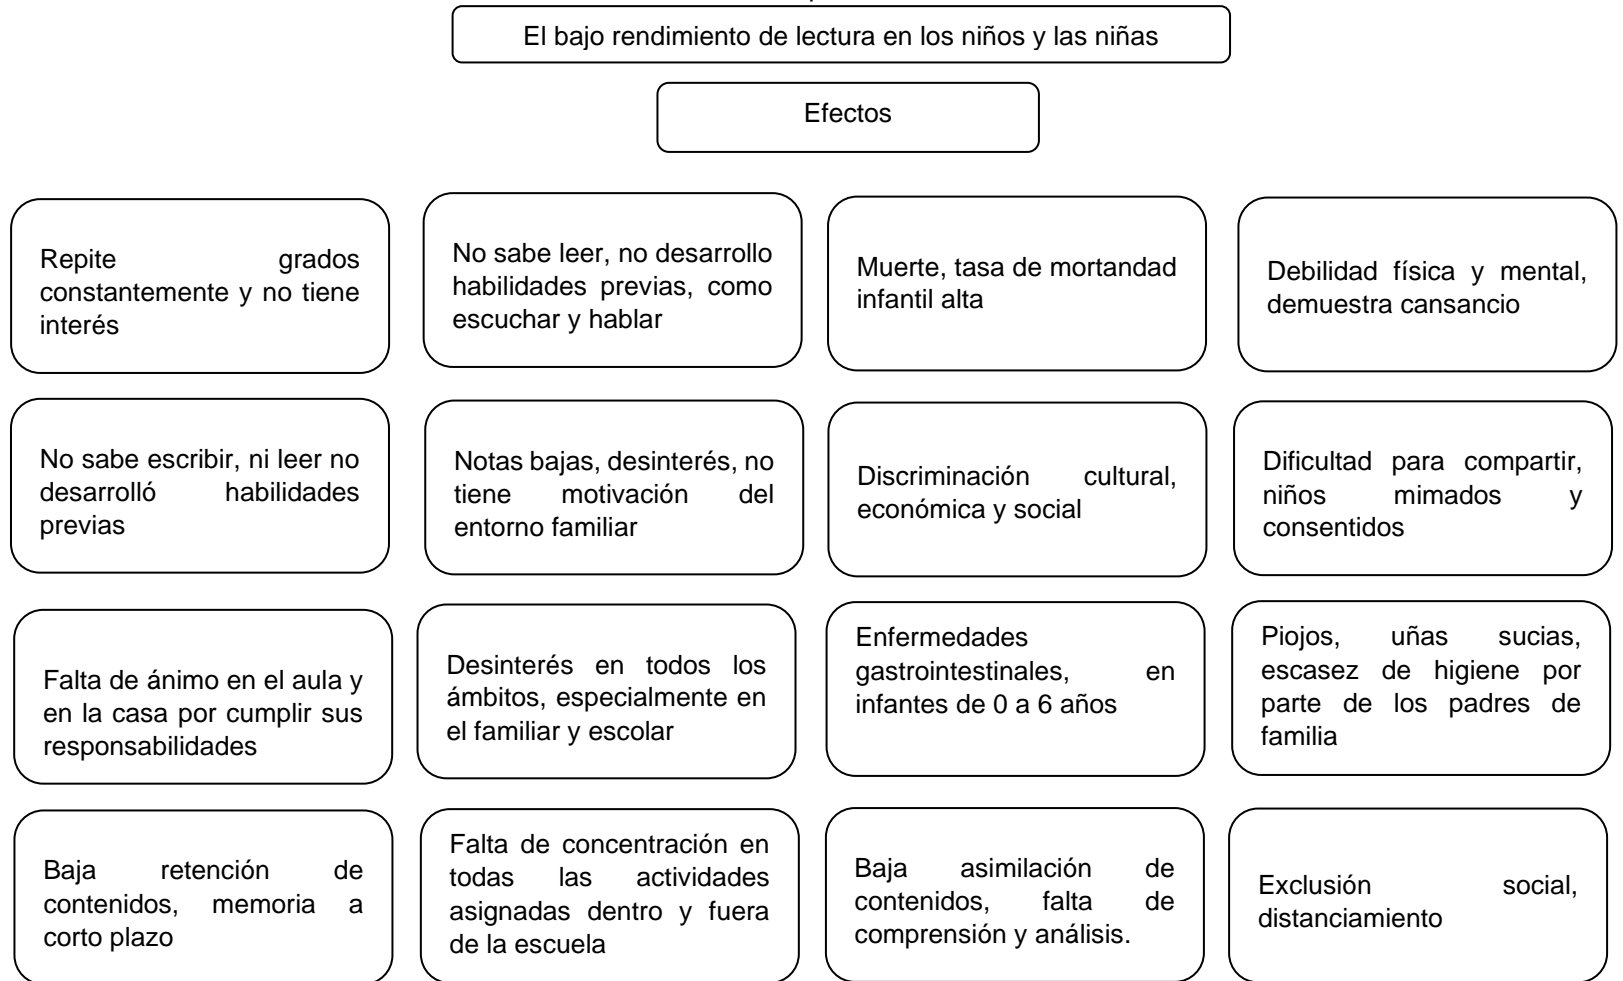 El bajo rendimiento de lectura en los niños y las niñas
Efectos
Repite grados
constantemente y no tiene
interés
No sabe leer, no desarrollo
habilidades previas, como
escuchar y hablar
Muerte, tasa de mortandad
infantil alta
Debilidad física y mental,
demuestra cansancio
No sabe escribir, ni leer no
desarrolló habilidades
previas
Notas bajas, desinterés, no
tiene motivación del
entorno familiar
Discriminación cultural,
económica y social
Dificultad para compartir,
niños mimados y
consentidos
Falta de ánimo en el aula y
en la casa por cumplir sus
responsabilidades
Desinterés en todos los
ámbitos, especialmente en
el familiar y escolar
Enfermedades
gastrointestinales, en
infantes de 0 a 6 años
Piojos, uñas sucias,
escasez de higiene por
parte de los padres de
familia
Baja retención de
contenidos, memoria a
corto plazo
Falta de concentración en
todas las actividades
asignadas dentro y fuera
de la escuela
Baja asimilación de
contenidos, falta de
comprensión y análisis.
Exclusión social,
distanciamiento